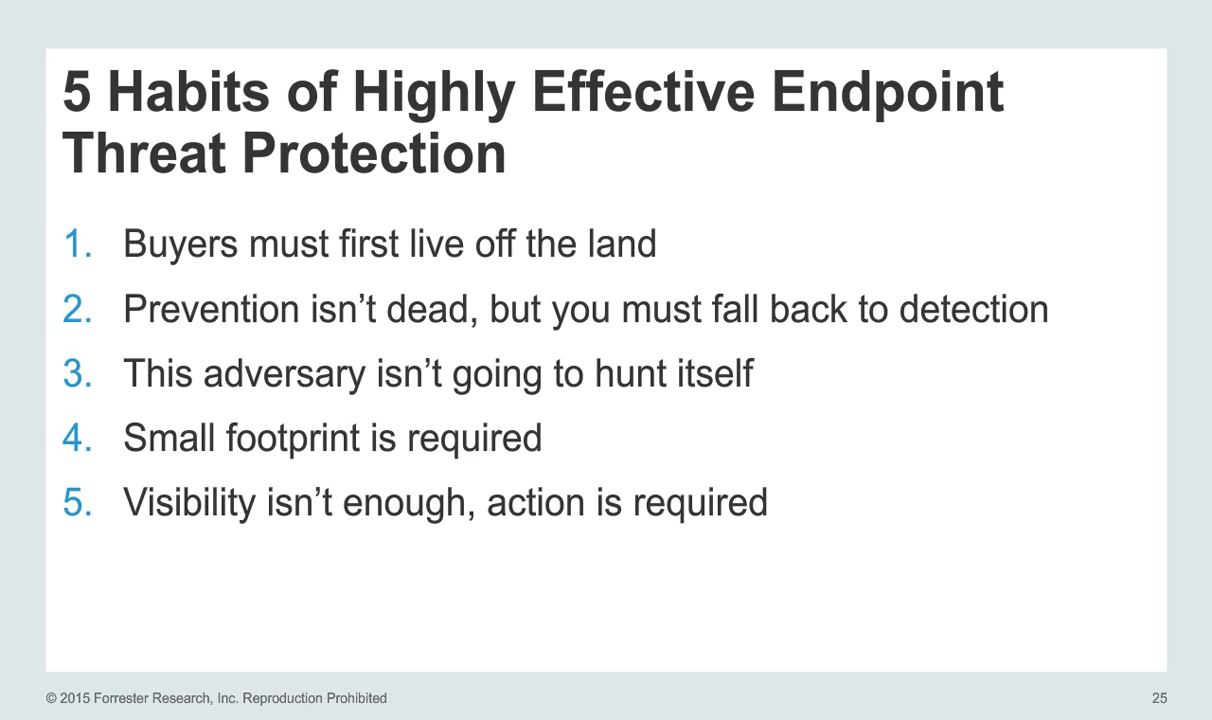 5 Habits of Highly Effective Endpoint
Threat Protection
1. Buyers must first live off the land
2. Prevention isn’t dead, but you must fall back to detection
3. This adversary isn’t going to hunt itself
4. Small footprint is required
5. Visibility isn’t enough, action is required
© 2015 Forrester Research, Inc. Reproduction Prohibited
25